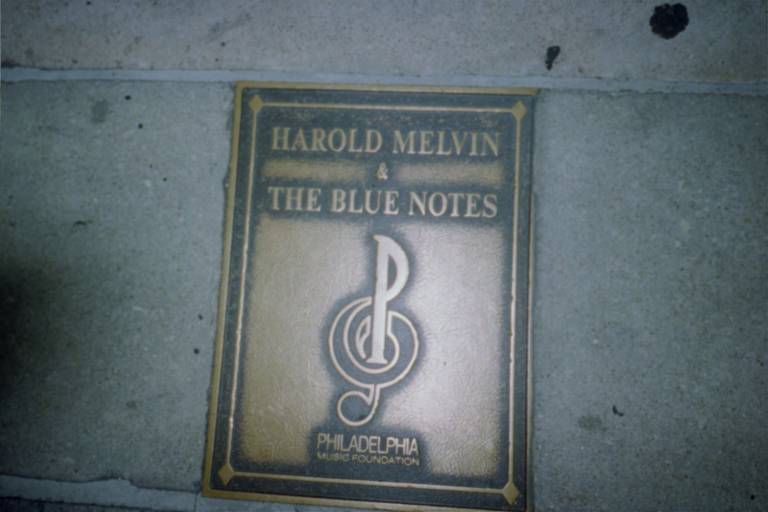 HAROLD MELVIN
&
THE BLUE NOTES
PHILADELPHIA
MUSIC FOUNDATION